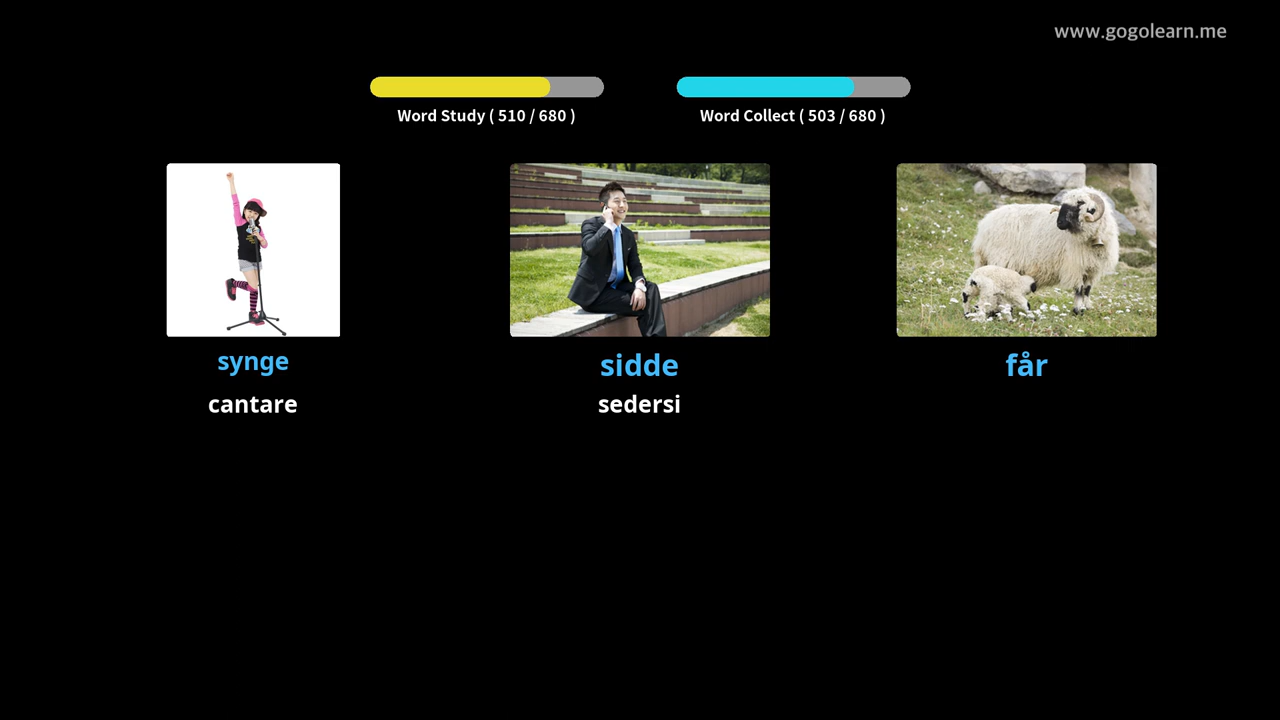 www.gogolearn.me
Word Study ( 510 / 680 )
Word Collect ( 503 / 680 )
synge
sidde
får
cantare
sedersi